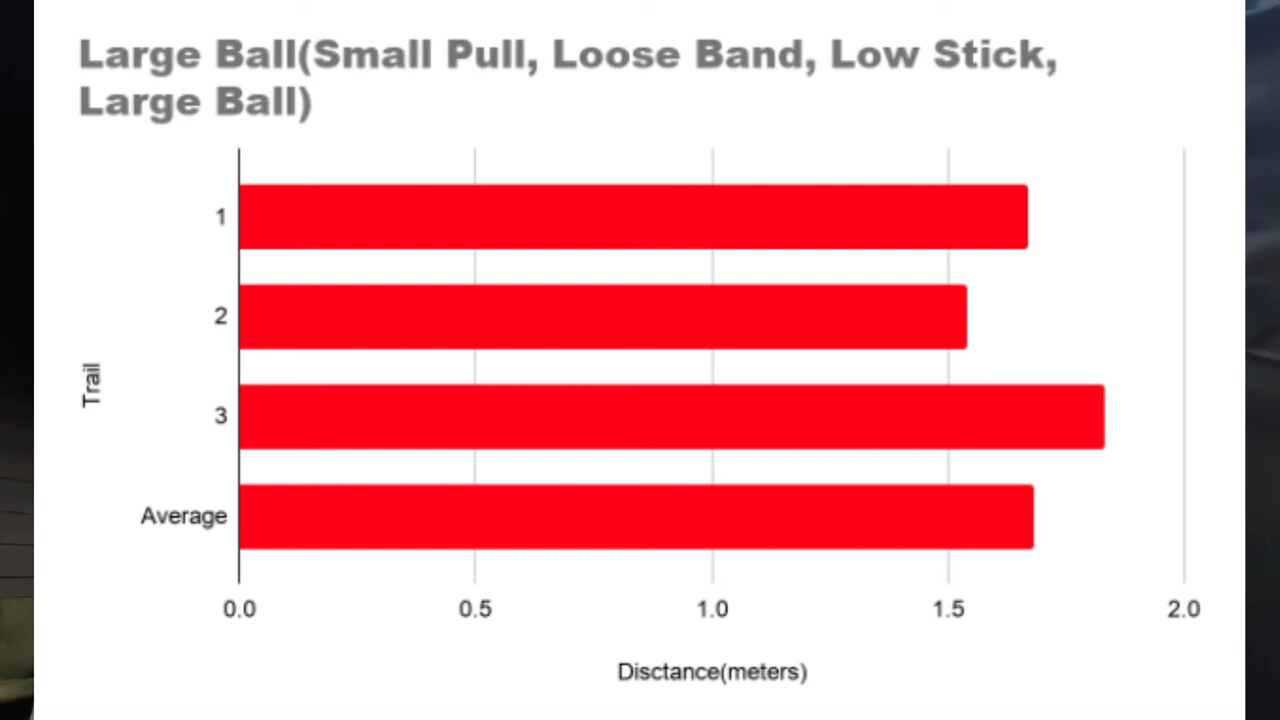 Large Ball(Small Pull, Loose Band, Low Stick,
Large Ball)
1
2
3
Average
Trail
0.0 0.5 1.0 1.5 2.0
Disctance(meters)